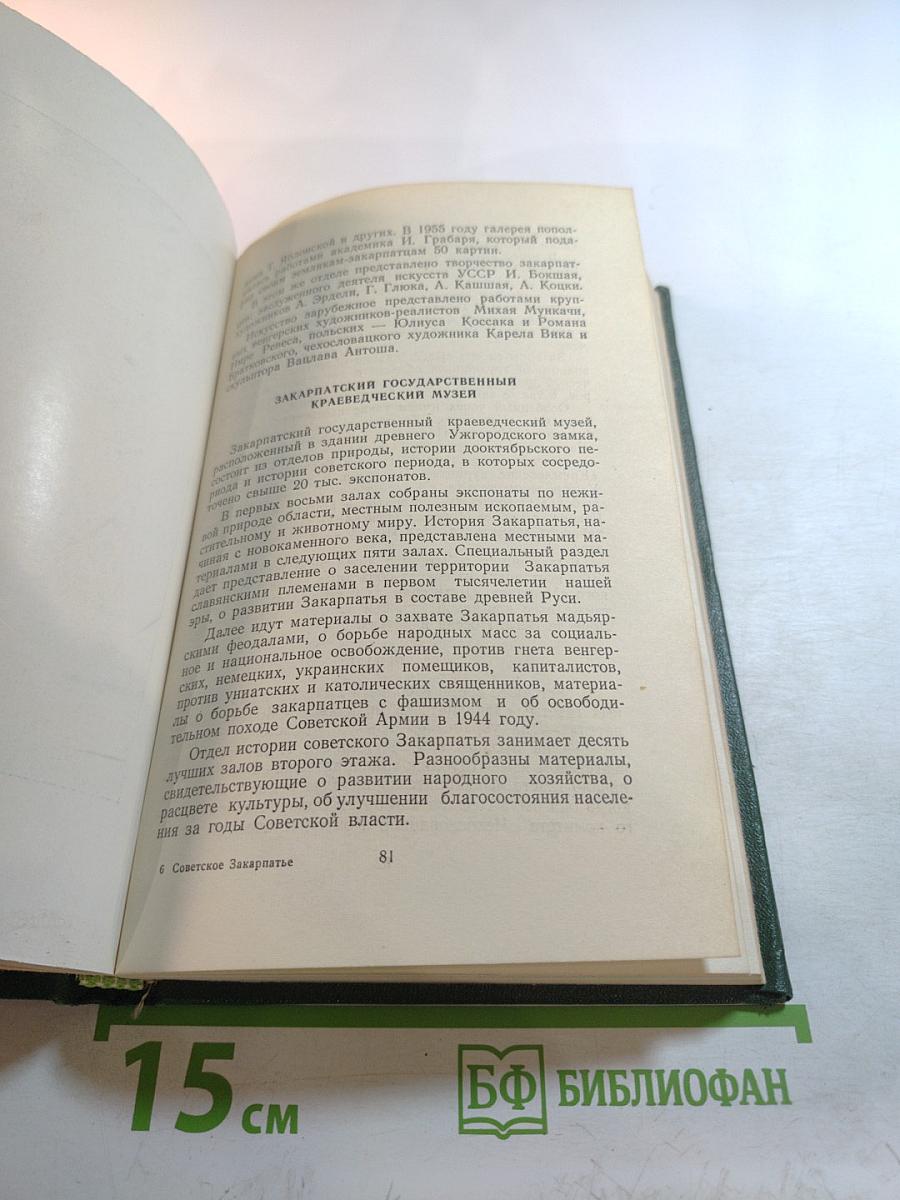 Т. Яблонской и других. В 1955 году галерея попол-
работами академика И. Грабаря, который пода-
своим землякам-закарпатцам 50 картин.
В этом же отделе представлено творчество закарпат-
заслуженного деятеля искусств УССР И. Бокшая,
художников А. Эрдели, Г. Глюка, А. Кашшая, А. Коцки.
Искусство зарубежное представлено работами круп-
венгерских художников-реалистов Михая Мункачи,
Имре Ревеса, польских — Юлиуса Коссака и Романа
Братковского, чехословацкого художника Карела Вика и
скульптора Вацлава Антоша.
ЗАКАРПАТСКИЙ ГОСУДАРСТВЕННЫЙ
КРАЕВЕДЧЕСКИЙ МУЗЕЙ
Закарпатский государственный краеведческий музей,
расположенный в здании древнего Ужгородского замка,
состоит из отделов природы, истории дооктябрьского пе-
риода и истории советского периода, в которых сосредо-
точено свыше 20 тыс. экспонатов.
В первых восьми залах собраны экспонаты по нежи-
вой природе области, местным полезным ископаемым, ра-
стительному и животному миру. История Закарпатья, на-
чиная с новокаменного века, представлена местными ма-
териалами в следующих пяти залах. Специальный раздел
дает представление о заселении территории Закарпатья
славянскими племенами в первом тысячелетии нашей
эры, о развитии Закарпатья в составе древней Руси.
Далее идут материалы о захвате Закарпатья мадьяр-
скими феодалами, о борьбе народных масс за социаль-
ное и национальное освобождение, против гнета венгер-
ских, немецких, украинских помещиков, капиталистов,
против униатских и католических священников, материа-
лы о борьбе закарпатцев с фашизмом и об освободи-
тельном походе Советской Армии в 1944 году.
Отдел истории советского Закарпатья занимает десять
лучших залов второго этажа. Разнообразны материалы,
свидетельствующие о развитии народного хозяйства, о
расцвете культуры, об улучшении благосостояния населе-
ния за годы Советской власти.
6 Советское Закарпатье
81
15 см
БФ БИБЛИОФАН